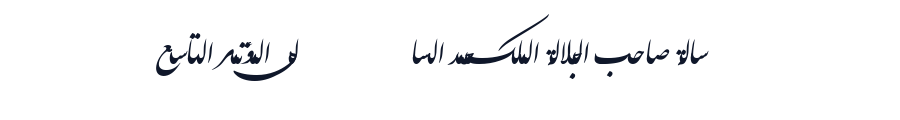 سالة صاحب الجلالة الملك محمد السا لى المؤتمر التاسع